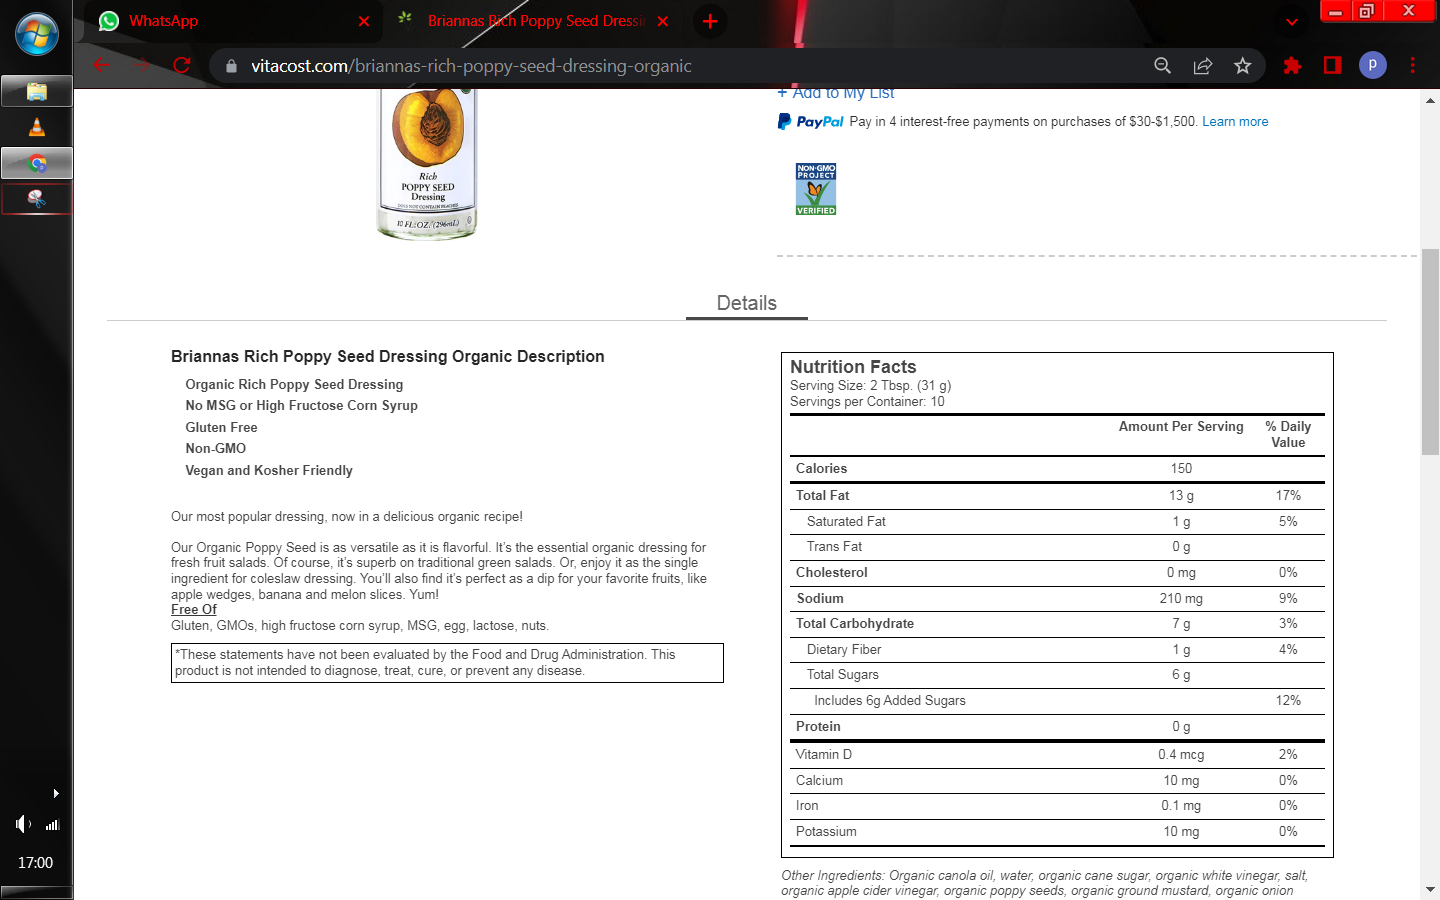 WhatsApp
Briannas Rich Poppy Seed Dressi
vitacost.com/briannas-rich-poppy-seed-dressing-organic
p
+ Add to My List
PayPal Pay in 4 interest-free payments on purchases of $30-$1,500. Learn more
NON-GMO
PROJECT
VERIFIED
Rich
POPPY SEED
Dressing
DOES NOT CONTAIN PEACHES
10 FL. OZ. (296mL)
Details
Briannas Rich Poppy Seed Dressing Organic Description
Organic Rich Poppy Seed Dressing
No MSG or High Fructose Corn Syrup
Gluten Free
Non-GMO
Vegan and Kosher Friendly
Our most popular dressing, now in a delicious organic recipe!
Our Organic Poppy Seed is as versatile as it is flavorful. It's the essential organic dressing for
fresh fruit salads. Of course, it's superb on traditional green salads. Or, enjoy it as the single
ingredient for coleslaw dressing. You'll also find it's perfect as a dip for your favorite fruits, like
apple wedges, banana and melon slices. Yum!
Free Of
Gluten, GMOs, high fructose corn syrup, MSG, egg, lactose, nuts.
*These statements have not been evaluated by the Food and Drug Administration. This
product is not intended to diagnose, treat, cure, or prevent any disease.
Nutrition Facts
Serving Size: 2 Tbsp. (31 g)
Servings per Container: 10
Amount Per Serving % Daily
Value
Calories 150
Total Fat 13 g 17%
Saturated Fat 1 g 5%
Trans Fat 0 g
Cholesterol 0 mg 0%
Sodium 210 mg 9%
Total Carbohydrate 7 g 3%
Dietary Fiber 1 g 4%
Total Sugars 6 g
Includes 6g Added Sugars 12%
Protein 0 g
Vitamin D 0.4 mcg 2%
Calcium 10 mg 0%
Iron 0.1 mg 0%
Potassium 10 mg 0%
Other Ingredients: Organic canola oil, water, organic cane sugar, organic white vinegar, salt,
organic apple cider vinegar, organic poppy seeds, organic ground mustard, organic onion
17:00